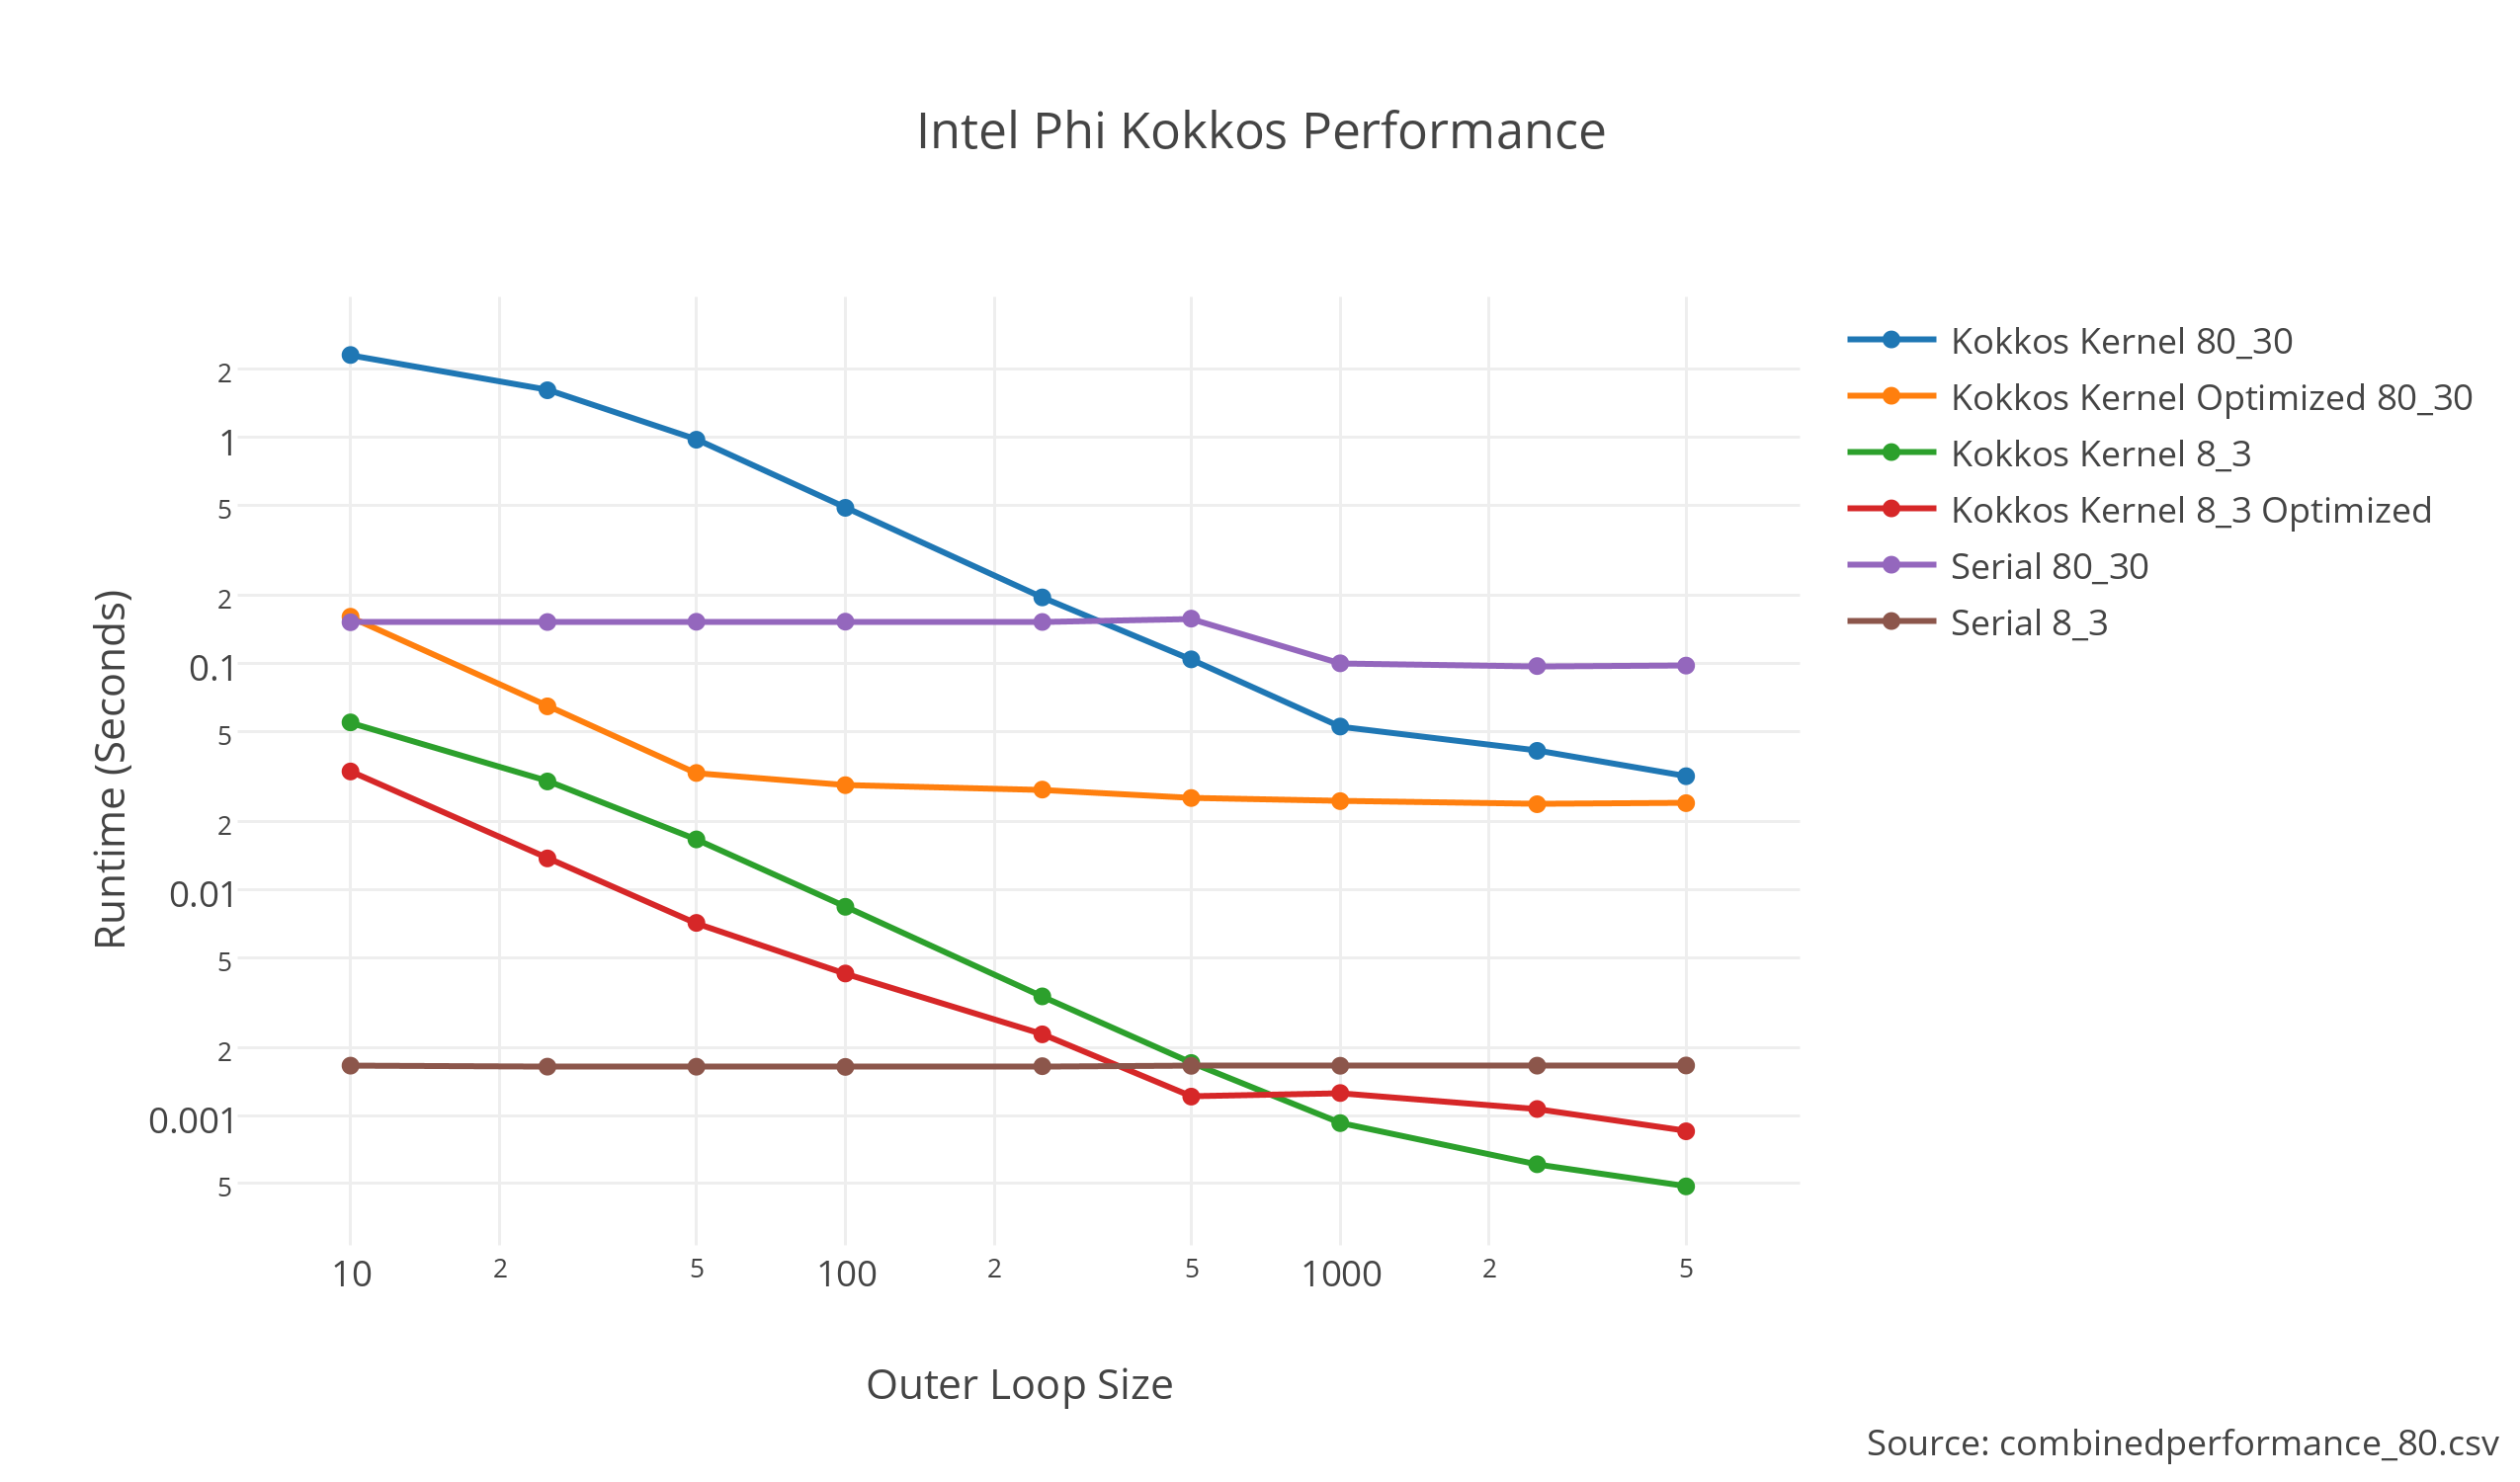 Intel Phi Kokkos Performance
Kokkos Kernel 80_30
Kokkos Kernel Optimized 80_30
Kokkos Kernel 8_3
Kokkos Kernel 8_3 Optimized
Serial 80_30
Serial 8_3
Runtime (Seconds)
2
1
5
2
0.1
5
2
0.01
5
2
0.001
5
10 2 5 100 2 5 1000 2 5
Outer Loop Size
Source: combinedperformance_80.csv